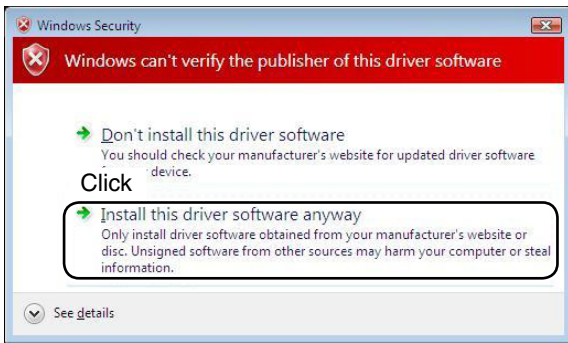 Windows Security
Windows can't verify the publisher of this driver software
Don't install this driver software
You should check your manufacturer's website for updated driver software
device.
Click
Install this driver software anyway
Only install driver software obtained from your manufacturer's website or
disc. Unsigned software from other sources may harm your computer or steal
information.
See details